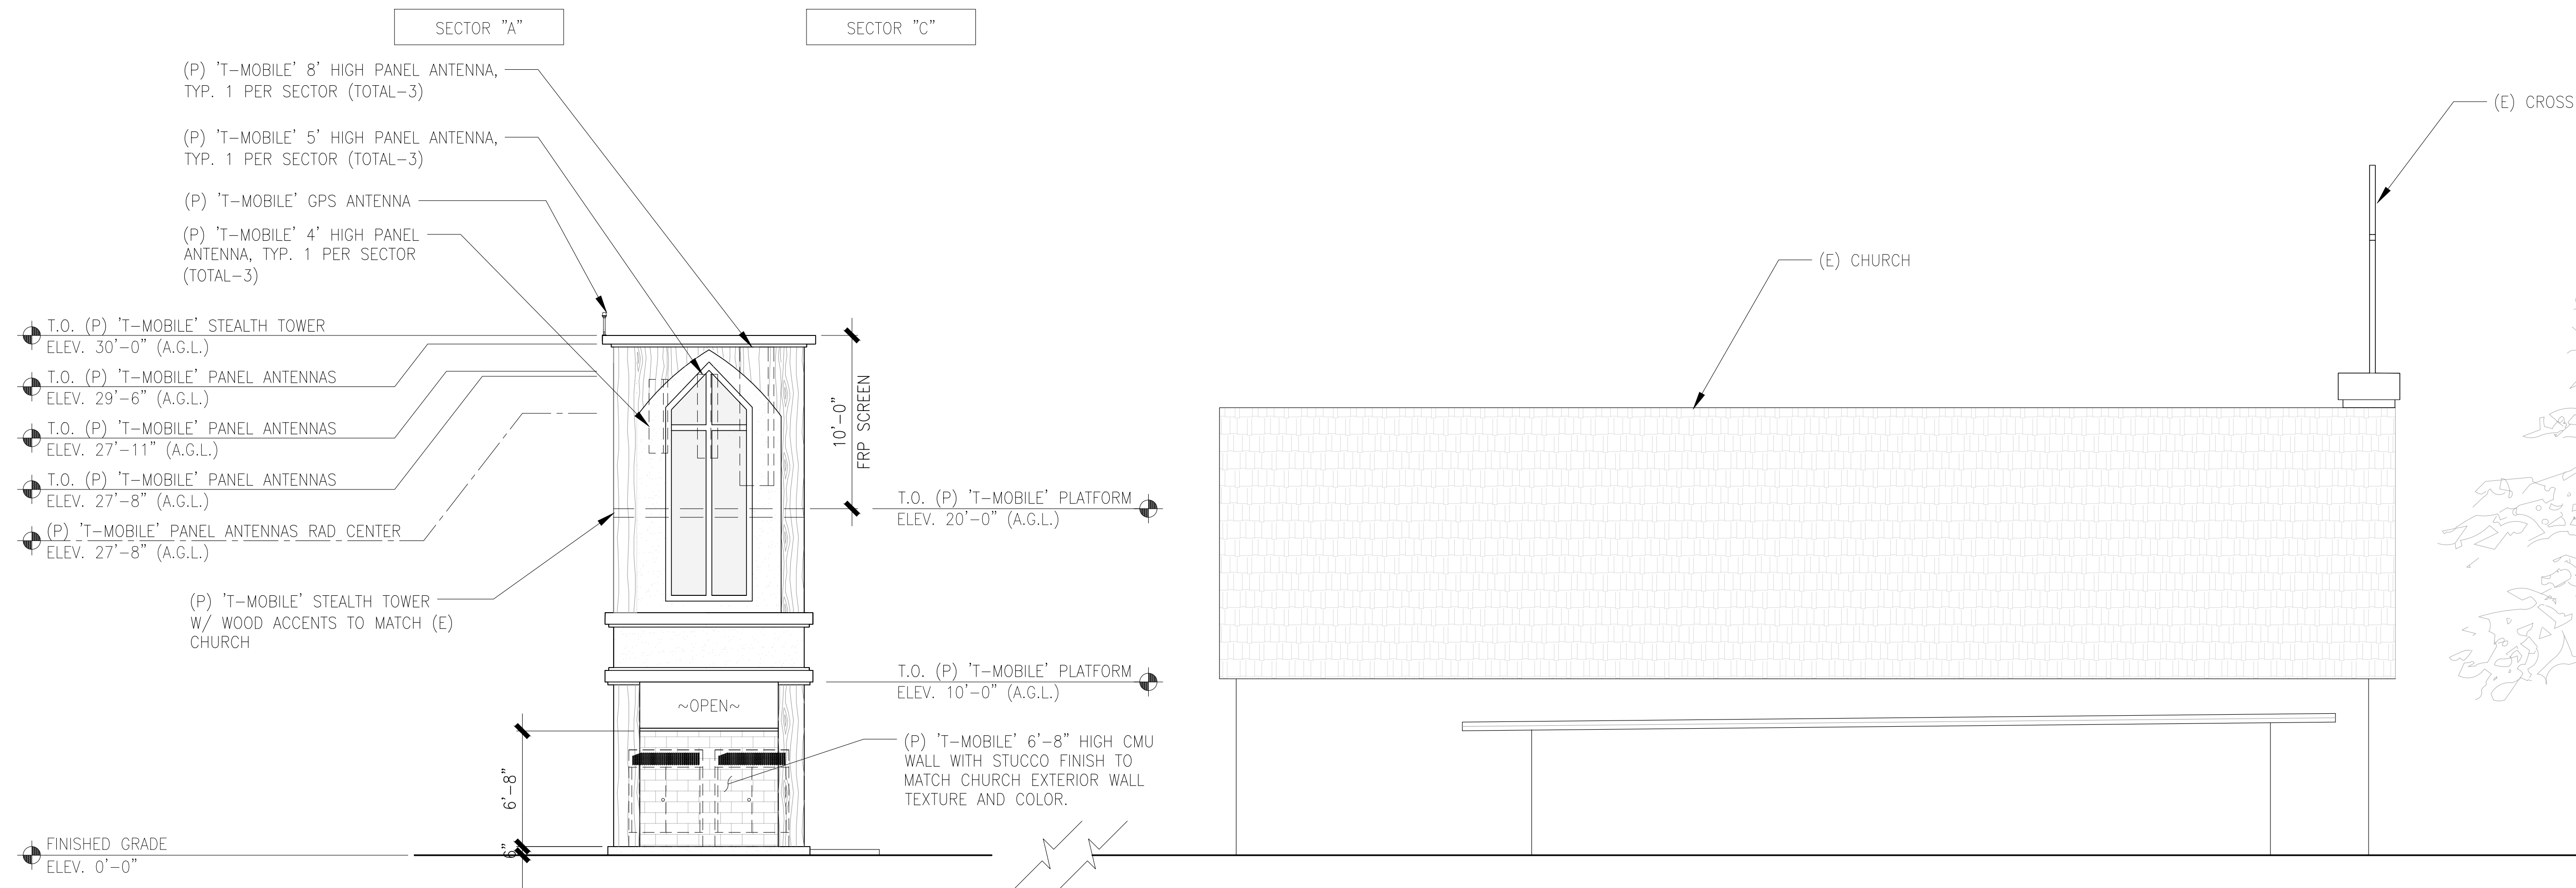 SECTOR "A"
SECTOR "C"
(P) 'T-MOBILE' 8' HIGH PANEL ANTENNA,
TYP. 1 PER SECTOR (TOTAL-3)
(P) 'T-MOBILE' 5' HIGH PANEL ANTENNA,
TYP. 1 PER SECTOR (TOTAL-3)
(P) 'T-MOBILE' GPS ANTENNA
(P) 'T-MOBILE' 4' HIGH PANEL
ANTENNA, TYP. 1 PER SECTOR
(TOTAL-3)
T.O. (P) 'T-MOBILE' STEALTH TOWER
ELEV. 30'-0" (A.G.L.)
T.O. (P) 'T-MOBILE' PANEL ANTENNAS
ELEV. 29'-6" (A.G.L.)
T.O. (P) 'T-MOBILE' PANEL ANTENNAS
ELEV. 27'-11" (A.G.L.)
T.O. (P) 'T-MOBILE' PANEL ANTENNAS
ELEV. 27'-8" (A.G.L.)
(P) 'T-MOBILE' PANEL ANTENNAS RAD CENTER
ELEV. 27'-8" (A.G.L.)
(P) 'T-MOBILE' STEALTH TOWER
W/ WOOD ACCENTS TO MATCH (E)
CHURCH
10'-0"
FRP SCREEN
T.O. (P) 'T-MOBILE' PLATFORM
ELEV. 20'-0" (A.G.L.)
T.O. (P) 'T-MOBILE' PLATFORM
ELEV. 10'-0" (A.G.L.)
~OPEN~
(P) 'T-MOBILE' 6'-8" HIGH CMU
WALL WITH STUCCO FINISH TO
MATCH CHURCH EXTERIOR WALL
TEXTURE AND COLOR.
6'-8"
6"
FINISHED GRADE
ELEV. 0'-0"
(E) CHURCH
(E) CROSS